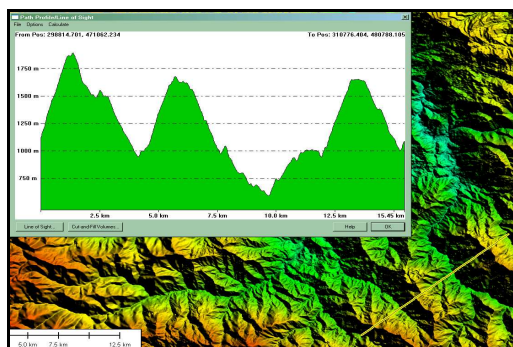 Path Profile/Line of Sight
File Options Calculate
From Pos: 298814.701, 471062.234 To Pos: 310776.404, 480788.185
1750 m
1500 m
1250 m
1000 m
750 m
2.5 km 5.0 km 7.5 km 10.0 km 12.5 km 15.45 km
Line of Sight... Cut-and-Fill Volumes... Help OK
5.0 km 7.5 km 12.5 km